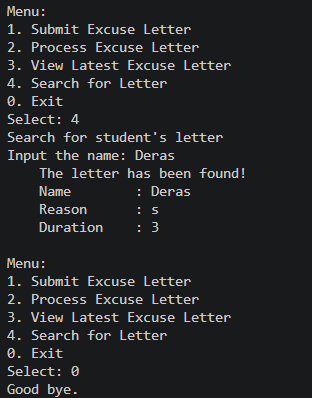 Menu:
1. Submit Excuse Letter
2. Process Excuse Letter
3. View Latest Excuse Letter
4. Search for Letter
0. Exit
Select: 4
Search for student's letter
Input the name: Deras
    The letter has been found!
    Name        : Deras
    Reason      : s
    Duration    : 3

Menu:
1. Submit Excuse Letter
2. Process Excuse Letter
3. View Latest Excuse Letter
4. Search for Letter
0. Exit
Select: 0
Good bye.